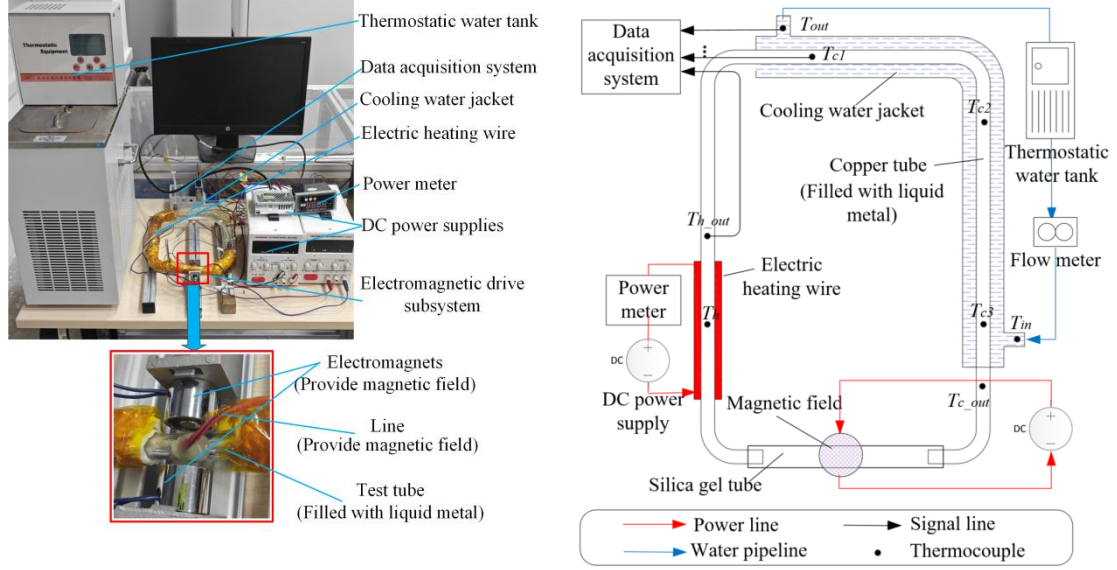 Thermostatic
Equipment
Thermostatic water tank
Data acquisition system
Cooling water jacket
Electric heating wire
Power meter
DC power supplies
Electromagnetic drive
subsystem
Electromagnets
(Provide magnetic field)
Line
(Provide magnetic field)
Test tube
(Filled with liquid metal)
Data
acquisition
system
Tout
Tc1
Cooling water jacket
Tc2
Copper tube
(Filled with liquid
metal)
Thermostatic
water tank
Th_out
Flow meter
Electric
heating wire
Power
meter
Th
Tc3
Tin
DC
DC power
supply
Magnetic field
Tc_out
DC
Silica gel tube
Power line
Signal line
Water pipeline
Thermocouple